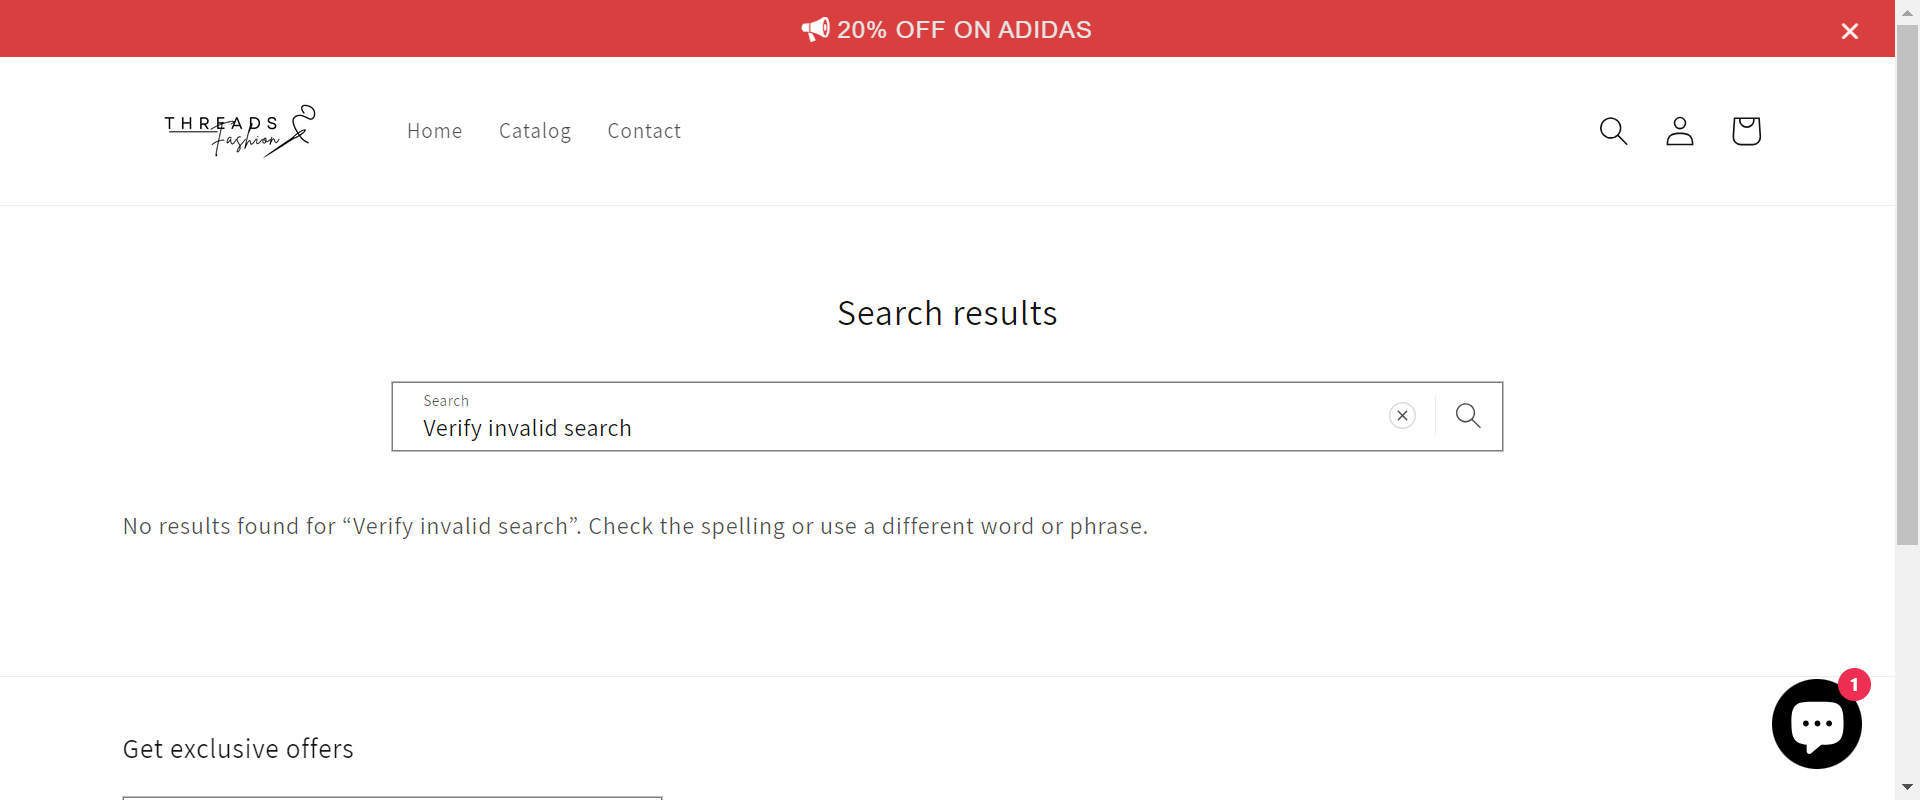 20% OFF ON ADIDAS
THREADS
Fashion
Home Catalog Contact
Search results
Search
Verify invalid search
No results found for “Verify invalid search”. Check the spelling or use a different word or phrase.
1
Get exclusive offers